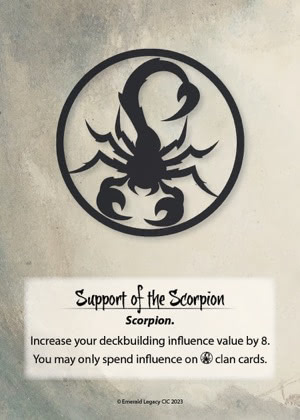 Support of the Scorpion
Scorpion.
Increase your deckbuilding influence value by 8.
You may only spend influence on clan cards.
© Emerald Legacy CIC 2023